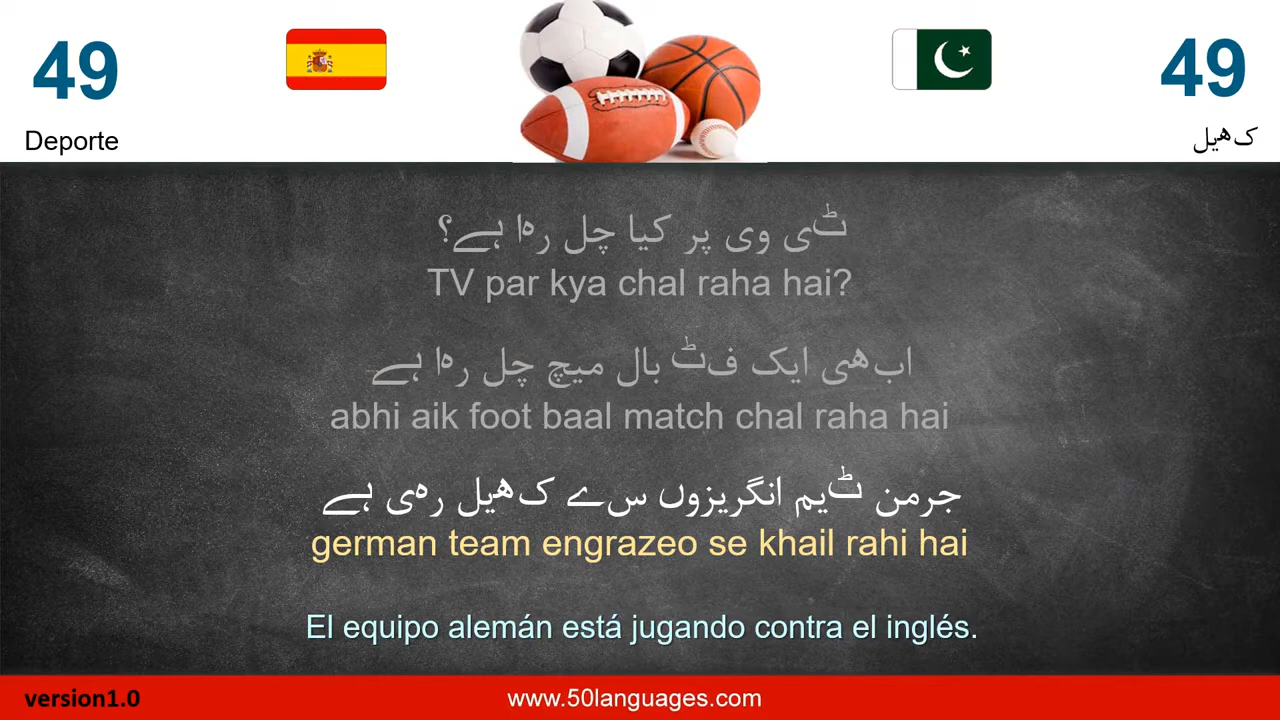 49
49
Deporte
کھیل
ٹی وی پر کیا چل رہا ہے؟
TV par kya chal raha hai?
ابھی ایک فٹ بال میچ چل رہا ہے
abhi aik foot baal match chal raha hai
جرمن ٹیم انگریزوں سے کھیل رہی ہے
german team engrazeo se khail rahi hai
El equipo alemán está jugando contra el inglés.
version1.0
www.50languages.com